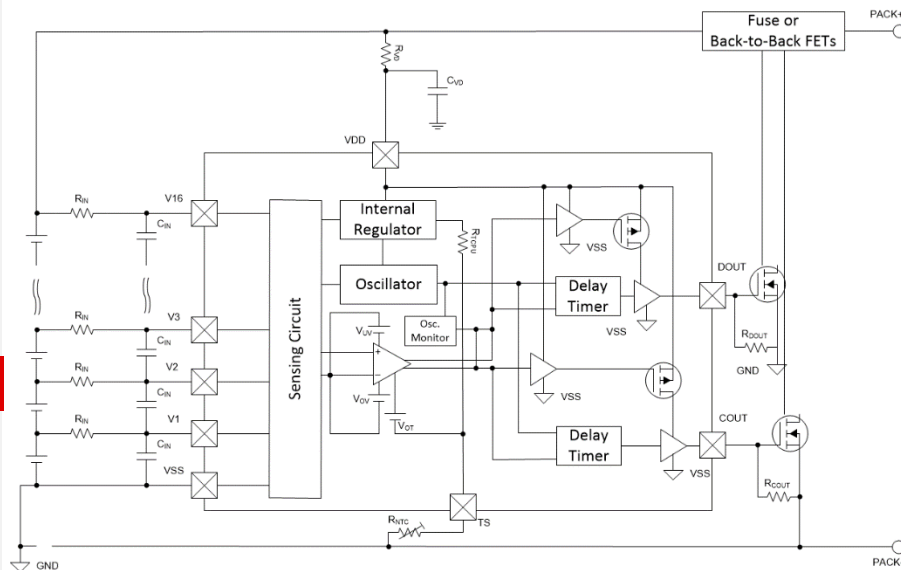 Fuse or
Back-to-Back FETs
PACK+
RVD
CVD
VDD
RIN
V16
CIN
Internal
Regulator
RTCPU
VSS
Oscillator
DOUT
Delay
Timer
Sensing Circuit
RIN
V3
VUV
Osc.
Monitor
VSS
RDOUT
CIN
GND
RIN
V2
+
−
VSS
CIN
VOV
VOT
COUT
RIN
V1
Delay
Timer
CIN
VSS
VSS
RCOUT
RNTC
TS
GND
PACK-